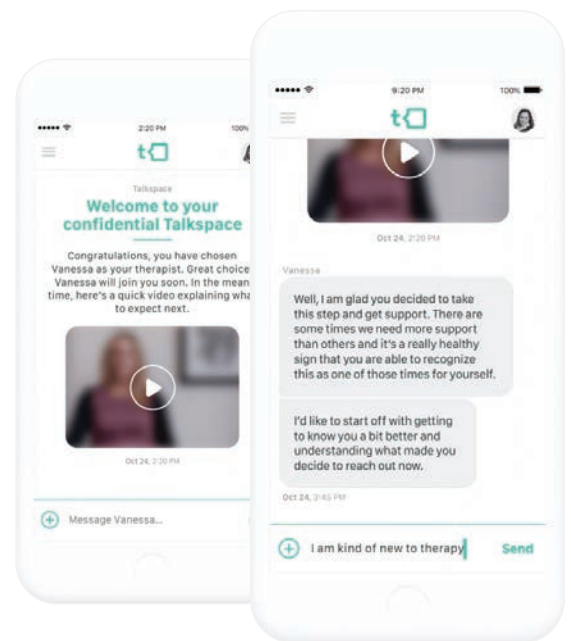 2:20 PM
100%
t
Talkspace
Welcome to your
confidential Talkspace
Congratulations, you have chosen
Vanessa as your therapist. Great choice
Vanessa will join you soon. In the mean
time, here's a quick video explaining wha
to expect next.
Oct 24, 2:20 PM
Message Vanessa...
9:20 PM
100%
t
Oct 24, 2:20 PM
Vanessa
Well, I am glad you decided to take
this step and get support. There are
some times we need more support
than others and it's a really healthy
sign that you are able to recognize
this as one of those times for yourself.
I'd like to start off with getting
to know you a bit better and
understanding what made you
decide to reach out now.
Oct 24, 3:45 PM
I am kind of new to therapy
Send